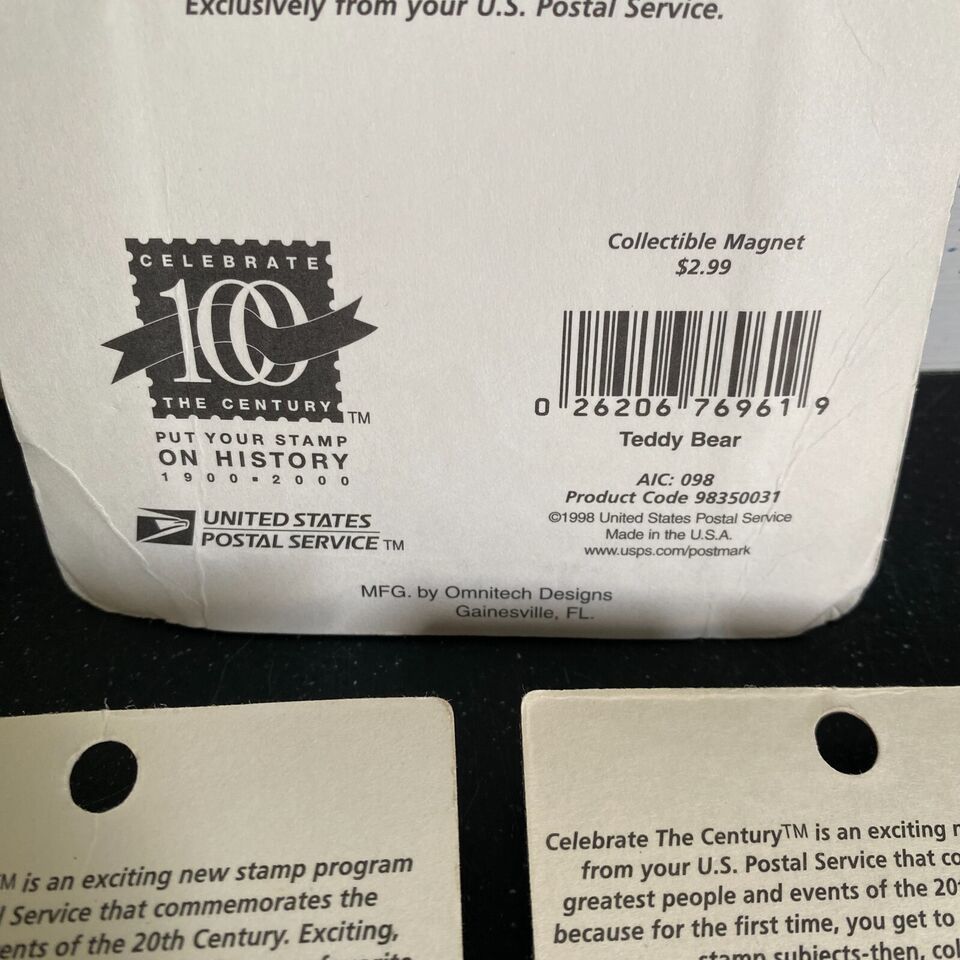 Exclusively from your U.S. Postal Service.
CELEBRATE
100
THE CENTURY TM
PUT YOUR STAMP
ON HISTORY
1900 ▪ 2000
UNITED STATES
POSTAL SERVICE TM
Collectible Magnet
$2.99
0 26206 76961 9
Teddy Bear
AIC: 098
Product Code 98350031
©1998 United States Postal Service
Made in the U.S.A.
www.usps.com/postmark
MFG. by Omnitech Designs
Gainesville, FL.
TM is an exciting new stamp program
Service that commemorates the
of the 20th Century. Exciting,
Celebrate The Century™ is an exciting
from your U.S. Postal Service that
greatest people and events of the
because for the first time, you get to
stamp subjects-then,